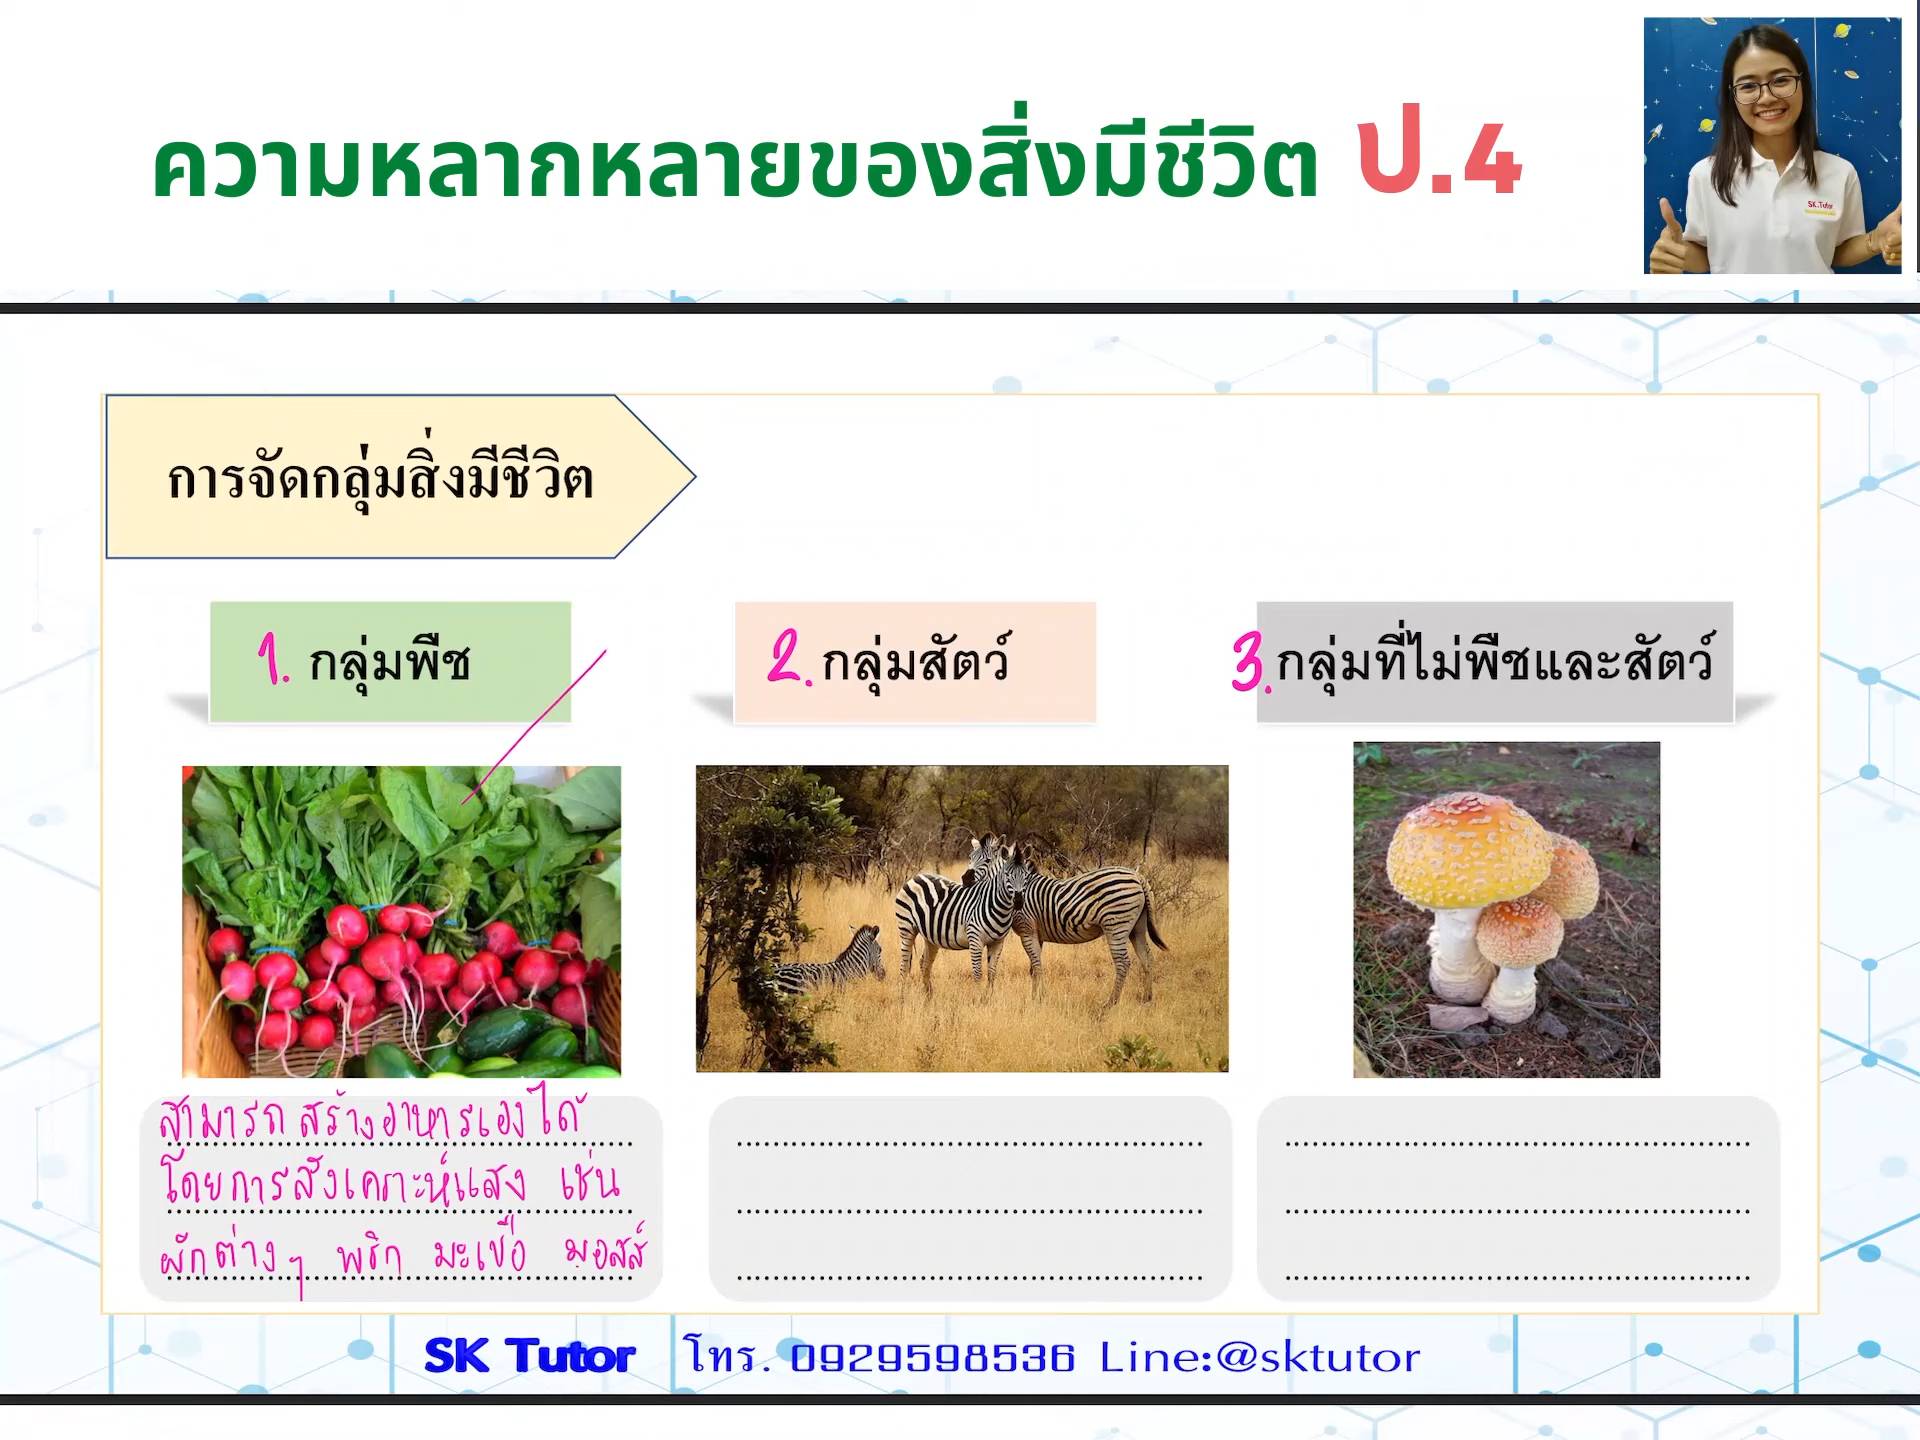 ความหลากหลายของสิ่งมีชีวิต ป.4
SK.Tutor
การจัดกลุ่มสิ่งมีชีวิต
1. กลุ่มพืช
2. กลุ่มสัตว์
3. กลุ่มที่ไม่พืชและสัตว์
สามารถสร้างอาหารเองได้
โดยการสังเคราะห์แสง เช่น
ผักต่างๆ พริก มะเขือ มอสส์
SK Tutor โทร. 0929598536 Line:@sktutor